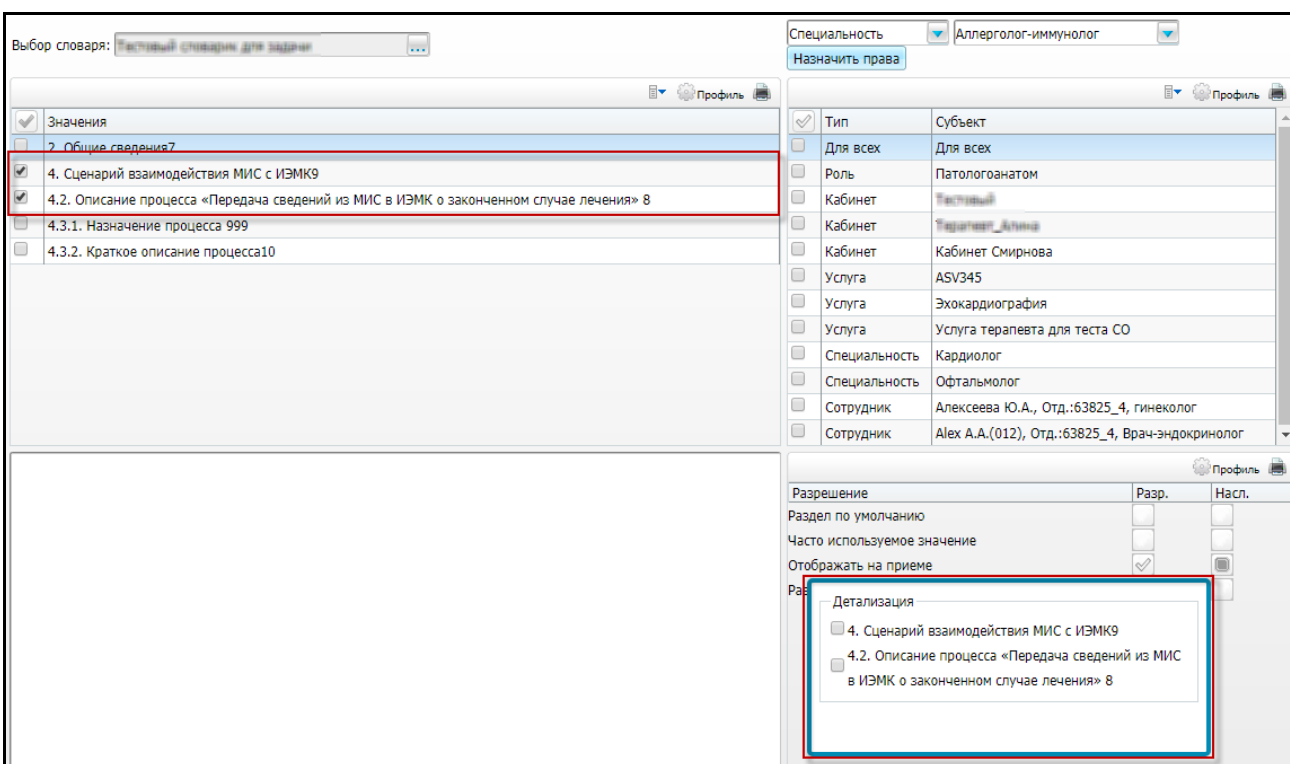 Выбор словаря:
...
Специальность Аллерголог-иммунолог
Назначить права
Профиль
Значения
2. Общие сведения7
4. Сценарий взаимодействия МИС с ИЭМК9
4.2. Описание процесса «Передача сведений из МИС в ИЭМК о законченном случае лечения» 8
4.3.1. Назначение процесса 999
4.3.2. Краткое описание процесса10
Профиль
Тип Субъект
Для всех Для всех
Роль Патологоанатом
Кабинет
Кабинет
Кабинет Кабинет Смирнова
Услуга ASV345
Услуга Эхокардиография
Услуга Услуга терапевта для теста СО
Специальность Кардиолог
Специальность Офтальмолог
Сотрудник Алексеева Ю.А., Отд.:63825_4, гинеколог
Сотрудник Alex A.A.(012), Отд.:63825_4, Врач-эндокринолог
Профиль
Разрешение Разр. Насл.
Раздел по умолчанию
Часто используемое значение
Отображать на приеме
Детализация
4. Сценарий взаимодействия МИС с ИЭМК9
4.2. Описание процесса «Передача сведений из МИС
в ИЭМК о законченном случае лечения» 8